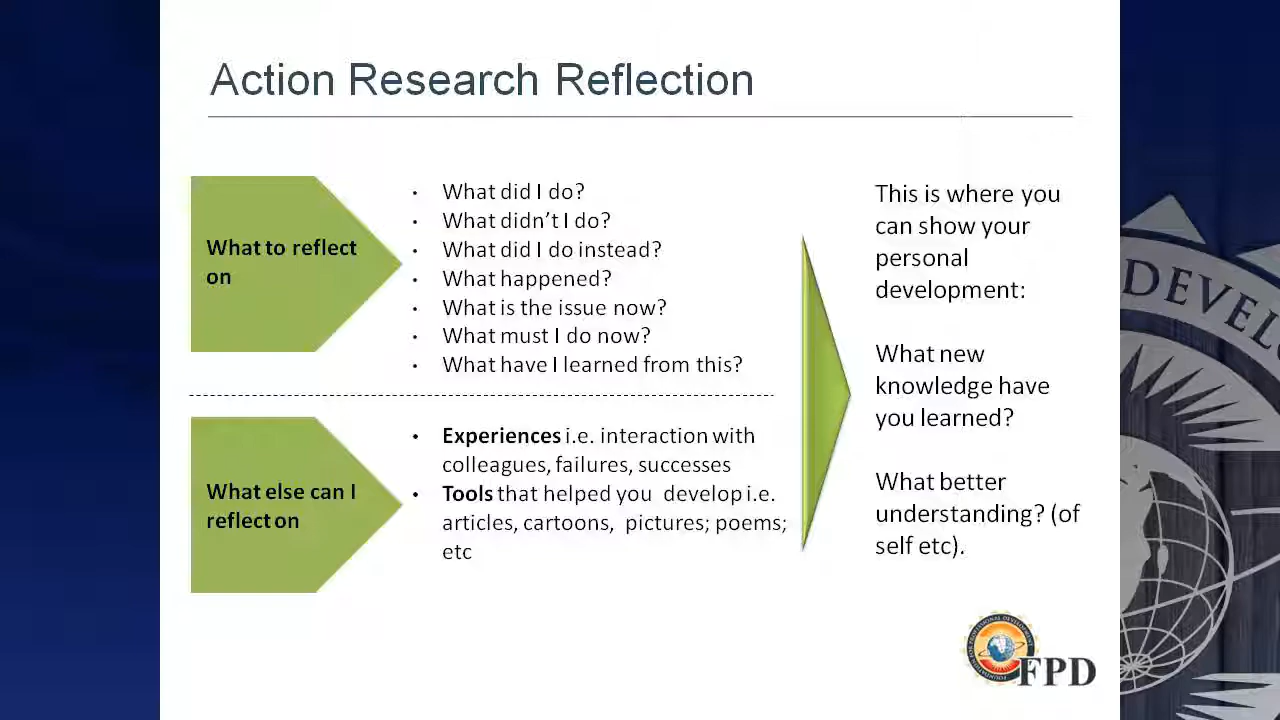 Action Research Reflection
What to reflect
on
• What did I do?
• What didn't I do?
• What did I do instead?
• What happened?
• What is the issue now?
• What must I do now?
• What have I learned from this?
What else can I
reflect on
• Experiences i.e. interaction with
colleagues, failures, successes
• Tools that helped you develop i.e.
articles, cartoons, pictures; poems;
etc
This is where you
can show your
personal
development:
What new
knowledge have
you learned?
What better
understanding? (of
self etc).
FOUNDATION FOR PROFESSIONAL DEVELOPMENT
FPD
DEVEL